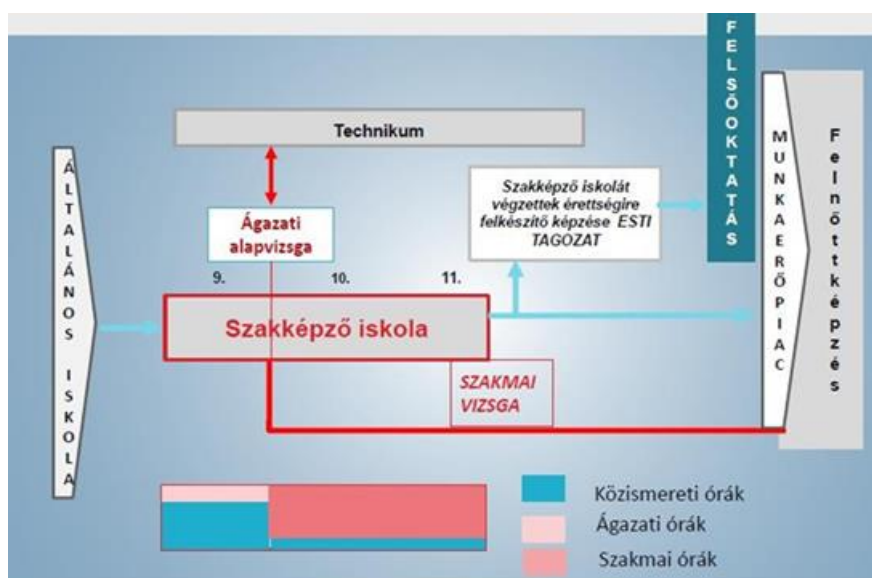 ÁLTALÁNOS ISKOLA
Technikum
Ágazati
alapvizsga
9.
10.
11.
Szakképző iskola
SZAKMAI
VIZSGA
Szakképző iskolát
végzettek érettségire
felkészítő képzése ESTI
TAGOZAT
FELSŐOKTATÁS
MUNKAERŐPIAC
Felnőttképzés
Közismereti órák
Ágazati órák
Szakmai órák